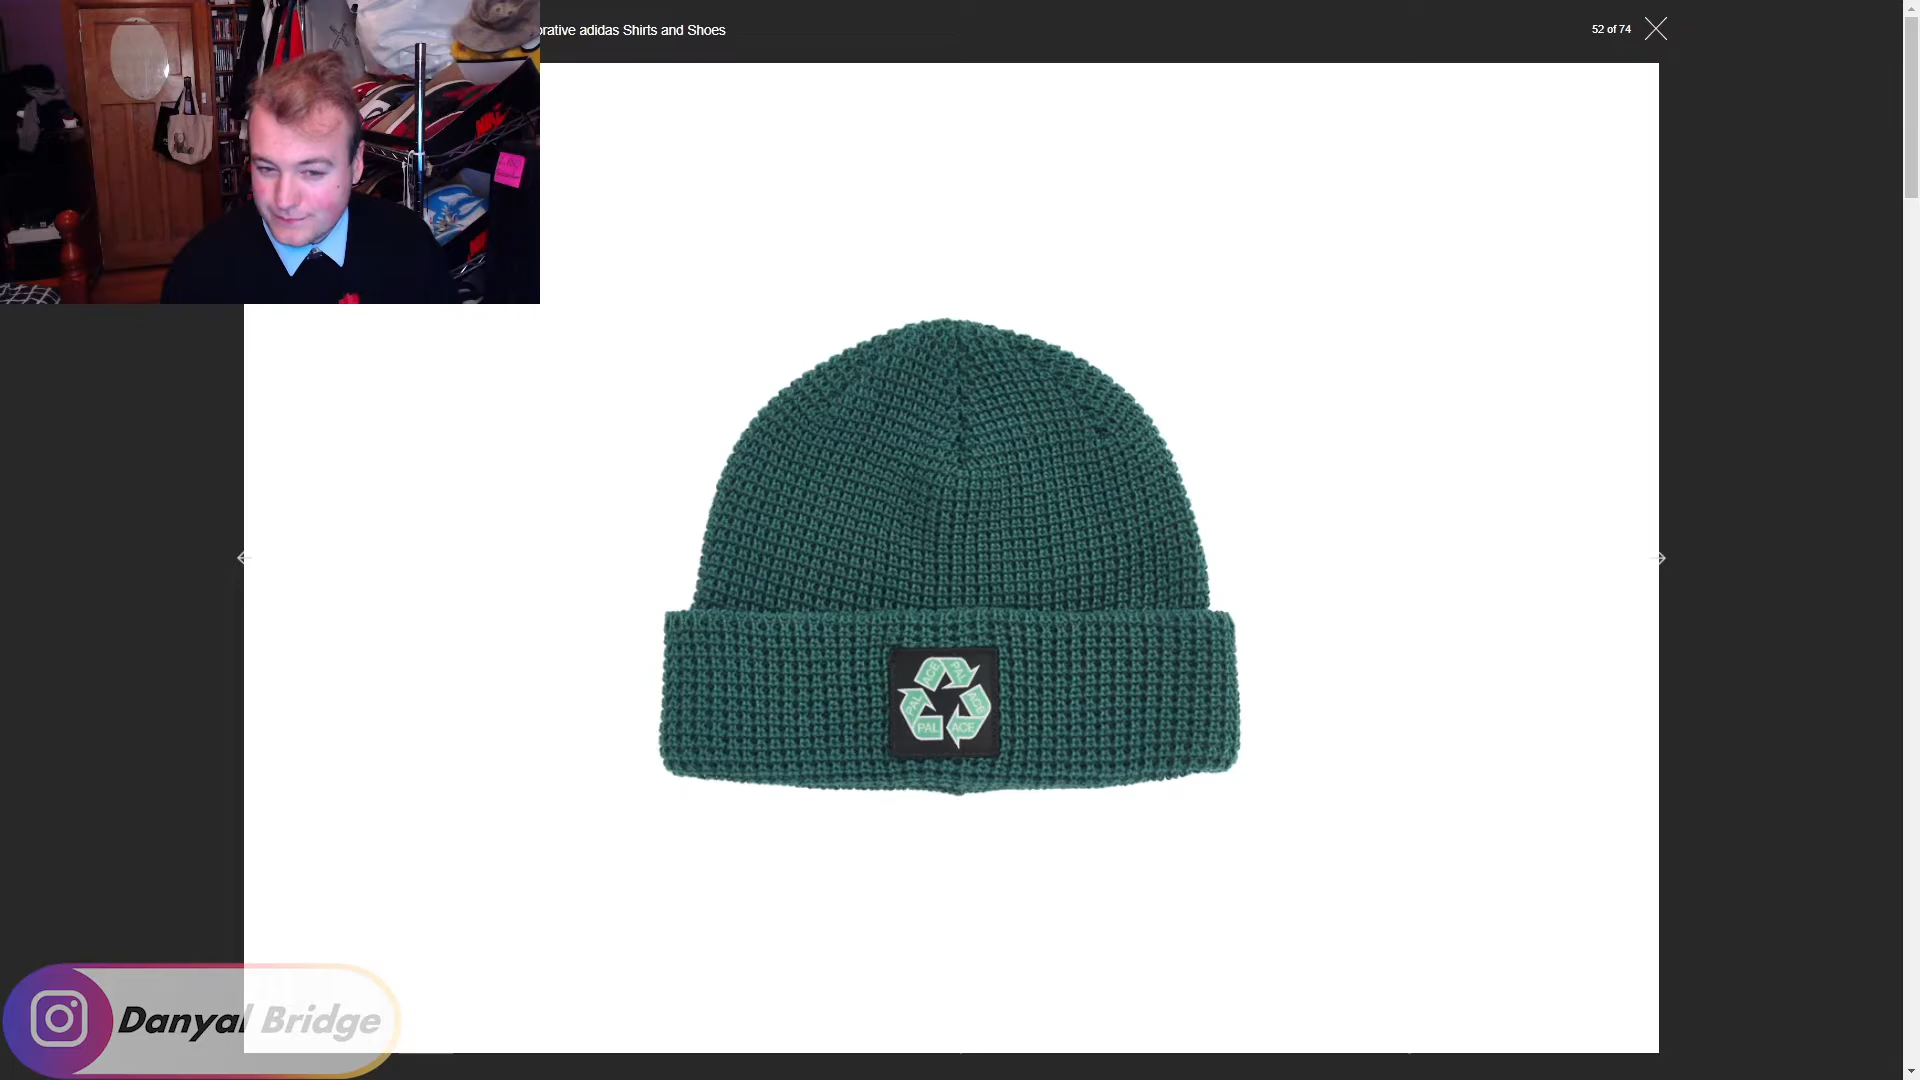 orative adidas Shirts and Shoes
52 of 74
ACE PAL
PAL ACE
PAL ACE
Danyal Bridge